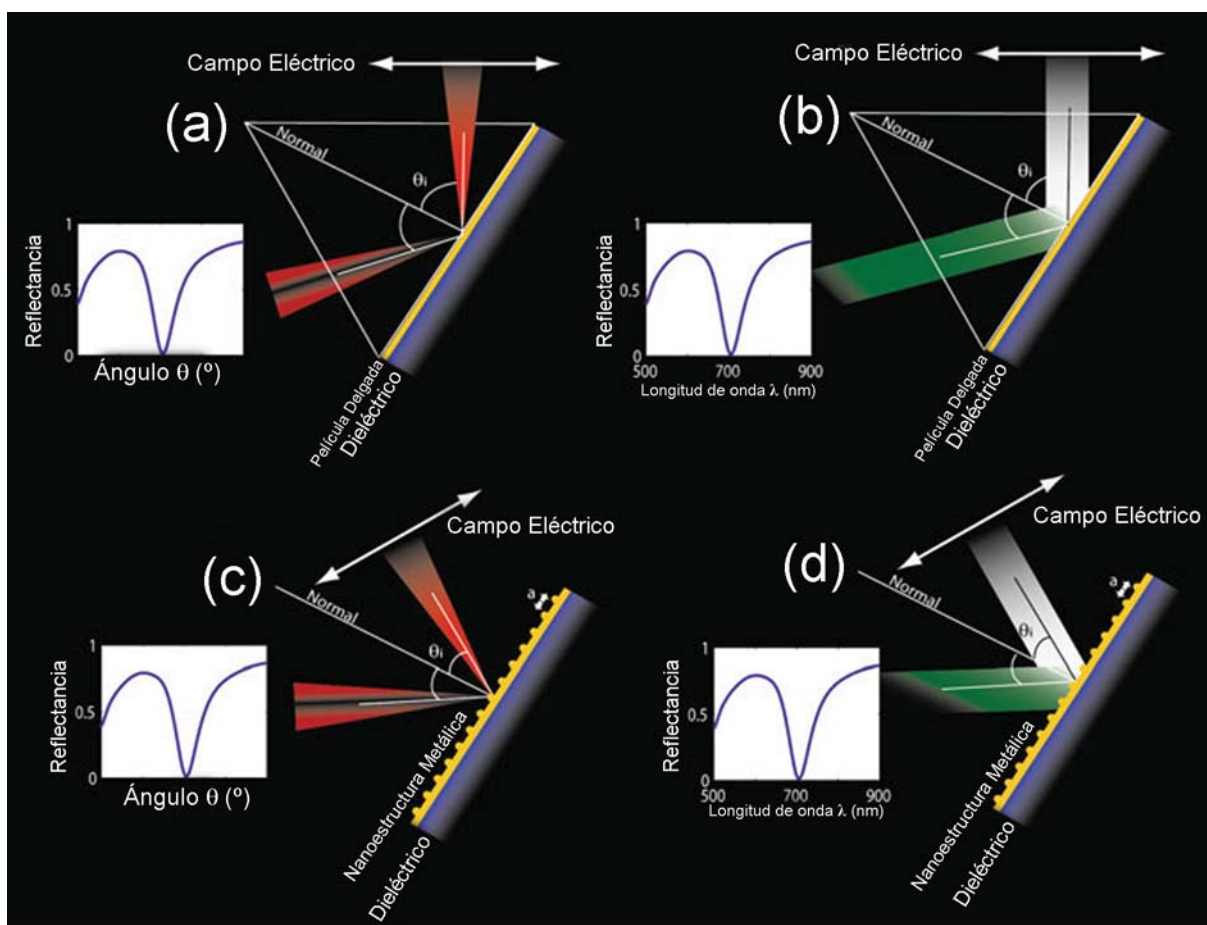 Campo Eléctrico
(a)
Normal
θi
1
0.5
0
Reflectancia
Ángulo θ (º)
Película Delgada
Dieléctrico
Campo Eléctrico
(b)
Normal
θi
1
0.5
0
Reflectancia
500 700 900
Longitud de onda λ (nm)
Película Delgada
Dieléctrico
Campo Eléctrico
(c)
Normal
θi
a
1
0.5
0
Reflectancia
Ángulo θ (º)
Nanoestructura Metálica
Dieléctrico
Campo Eléctrico
(d)
Normal
θi
a
1
0.5
0
Reflectancia
500 700 900
Longitud de onda λ (nm)
Nanoestructura Metálica
Dieléctrico